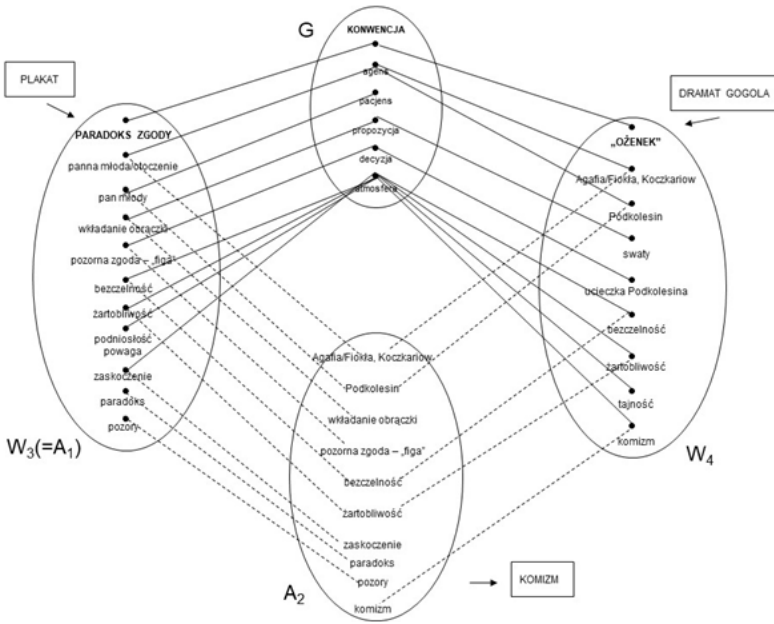 G
KONWENCJA
agens
pacjens
propozycja
decyzja
atmosfera
PLAKAT
PARADOKS ZGODY
panna młoda/otoczenie
pan młody
wkładanie obrączki
pozorna zgoda – „figa”
bezczelność
żartobliwość
podniosłość
powaga
zaskoczenie
paradoks
pozory
W3(=A1)
DRAMAT GOGOLA
„OŻENEK”
Agafia/Fiokła, Koczkariow
Podkolesin
swaty
ucieczka Podkolesina
bezczelność
żartobliwość
tajność
komizm
W4
Agafia/Fiokła, Koczkariow
Podkolesin
wkładanie obrączki
pozorna zgoda – „figa”
bezczelność
żartobliwość
zaskoczenie
paradoks
pozory
komizm
A2
KOMIZM